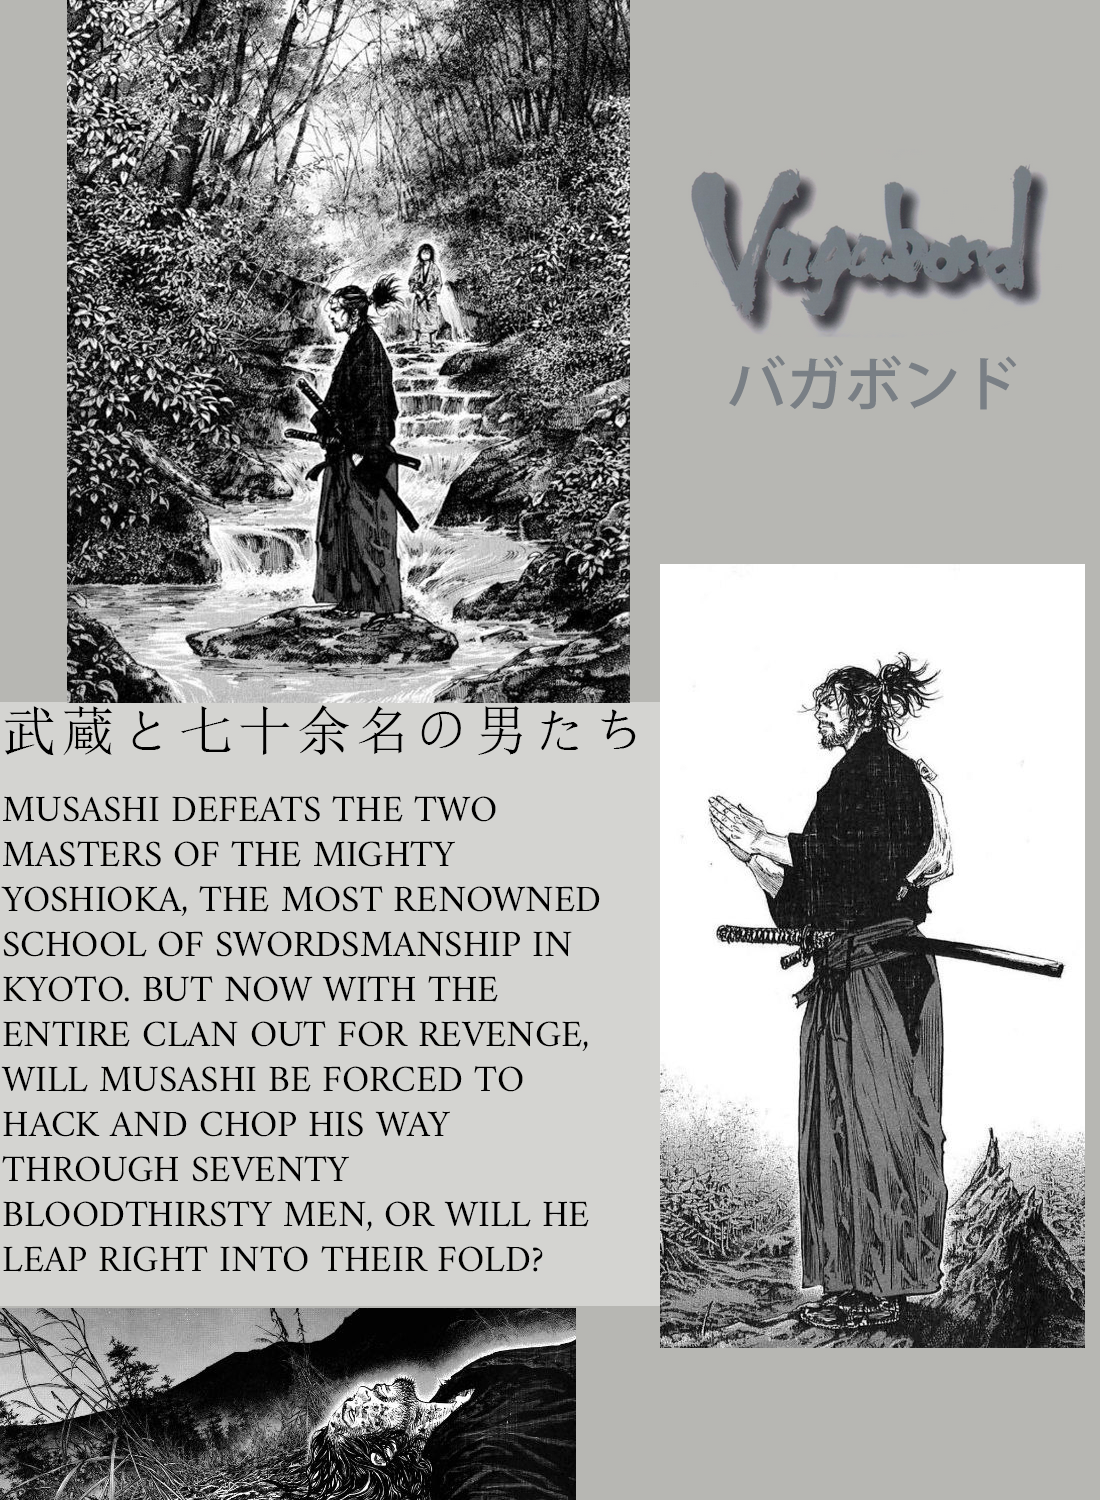 Vagabond
バガボンド
武蔵と七十余名の男たち
MUSASHI DEFEATS THE TWO
MASTERS OF THE MIGHTY
YOSHIOKA, THE MOST RENOWNED
SCHOOL OF SWORDSMANSHIP IN
KYOTO. BUT NOW WITH THE
ENTIRE CLAN OUT FOR REVENGE,
WILL MUSASHI BE FORCED TO
HACK AND CHOP HIS WAY
THROUGH SEVENTY
BLOODTHIRSTY MEN, OR WILL HE
LEAP RIGHT INTO THEIR FOLD?